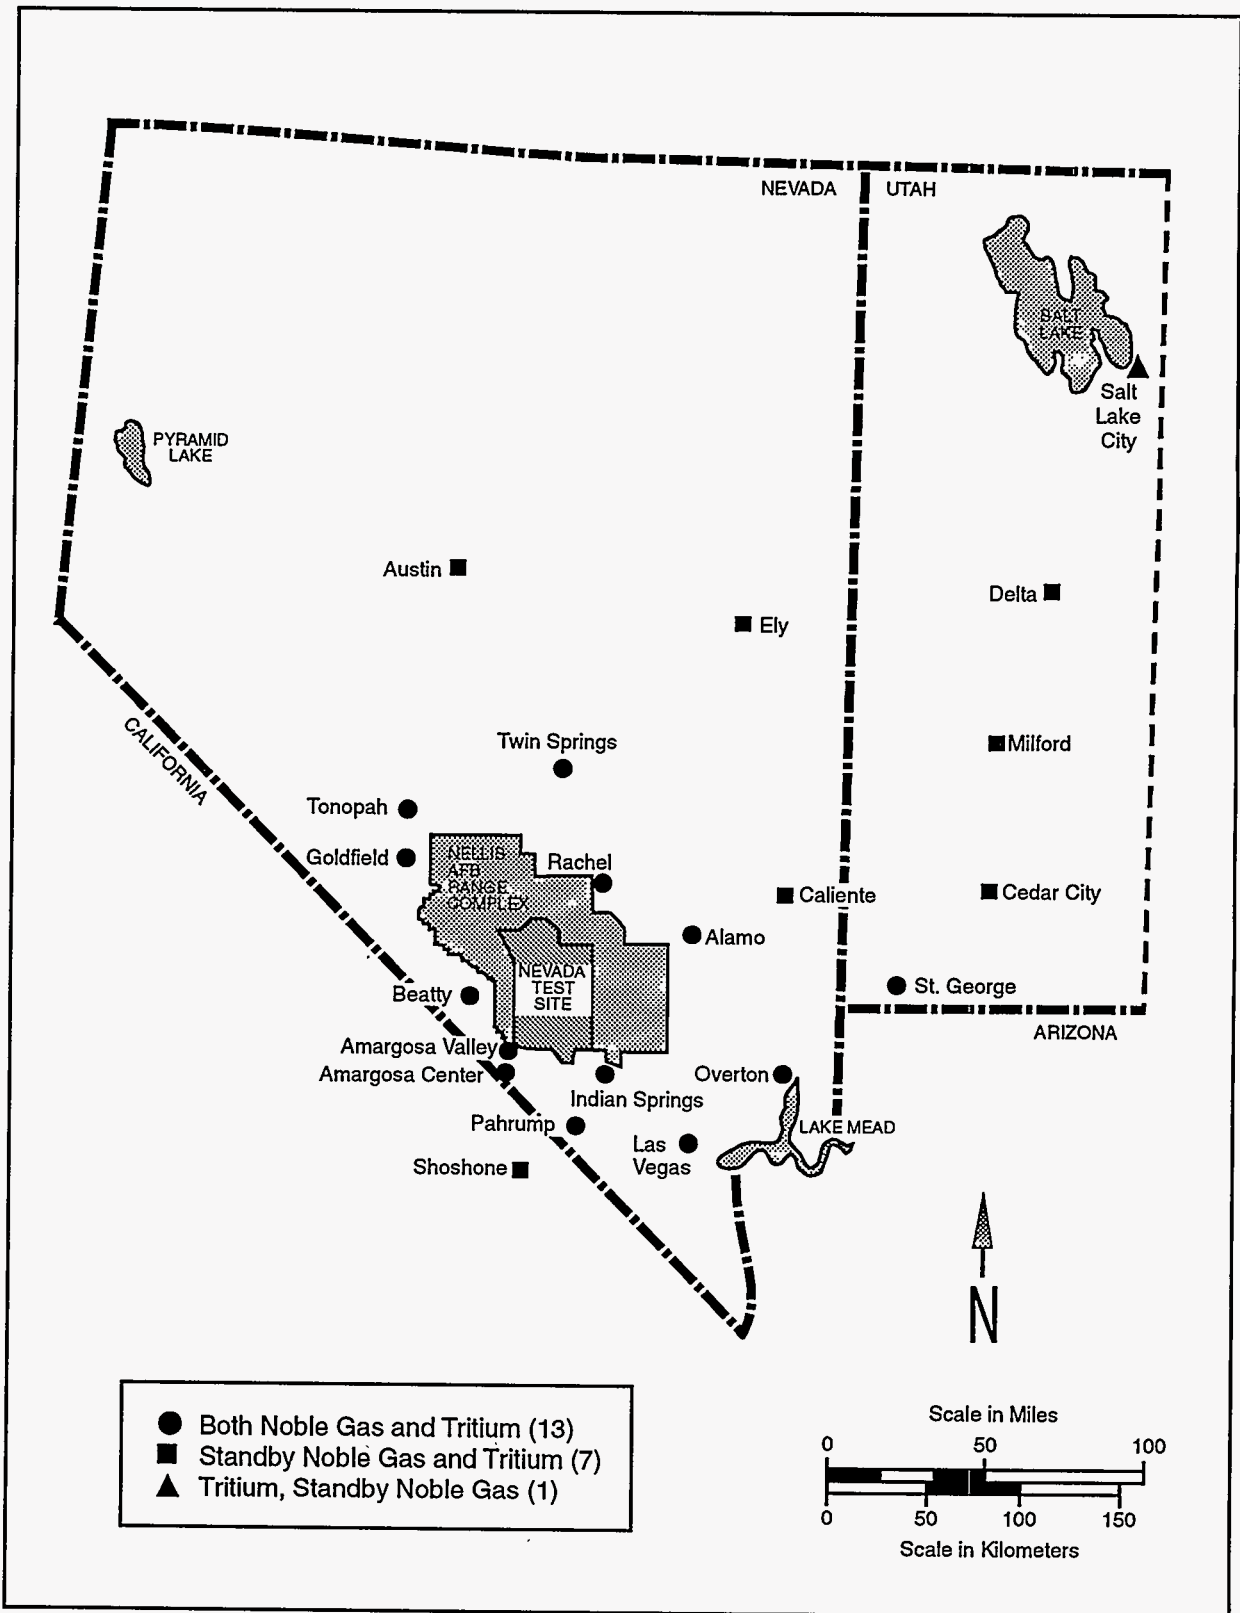 NEVADA
UTAH
SALT
LAKE
Salt
Lake
City
PYRAMID
LAKE
Austin
Delta
Ely
CALIFORNIA
Twin Springs
Milford
Tonopah
Goldfield
NELLIS
AFB
RANGE
COMPLEX
Rachel
Caliente
Cedar City
Alamo
NEVADA
TEST
SITE
Beatty
St. George
ARIZONA
Amargosa Valley
Amargosa Center
Indian Springs
Overton
Pahrump
LAKE MEAD
Las
Vegas
Shoshone
N
Both Noble Gas and Tritium (13)
Standby Noble Gas and Tritium (7)
Tritium, Standby Noble Gas (1)
Scale in Miles
0 50 100
0 50 100 150
Scale in Kilometers